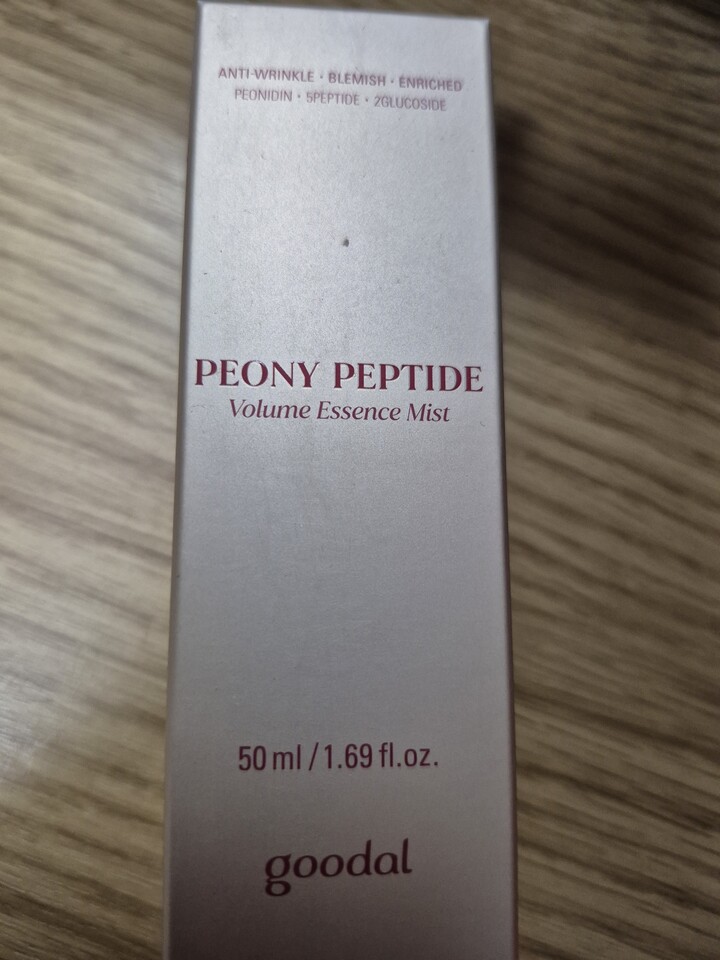 ANTI-WRINKLE · BLEMISH · ENRICHED
PEONIDIN · 5PEPTIDE · 2GLUCOSIDE
PEONY PEPTIDE
Volume Essence Mist
50 ml / 1.69 fl.oz.
goodal